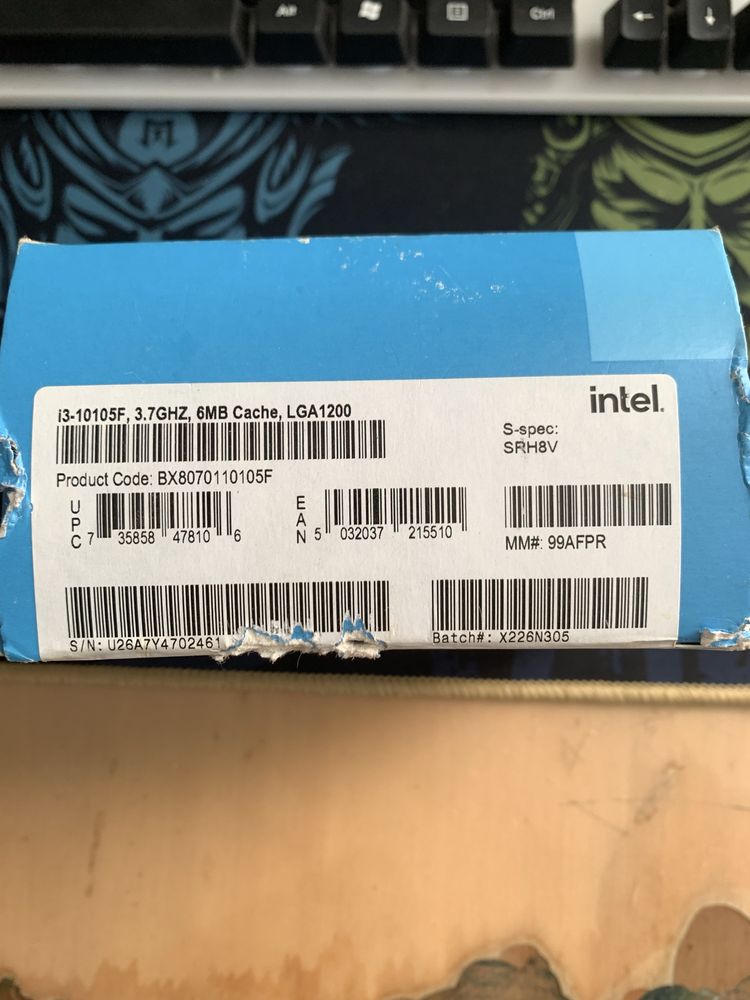 Alt
Ctrl
intel.
i3-10105F, 3.7GHZ, 6MB Cache, LGA1200
S-spec:
SRH8V
Product Code: BX8070110105F
UPC
7 35858 47810 6
EAN
5 032037 215510
MM#: 99AFPR
S/N: U26A7Y4702461
Batch#: X226N305